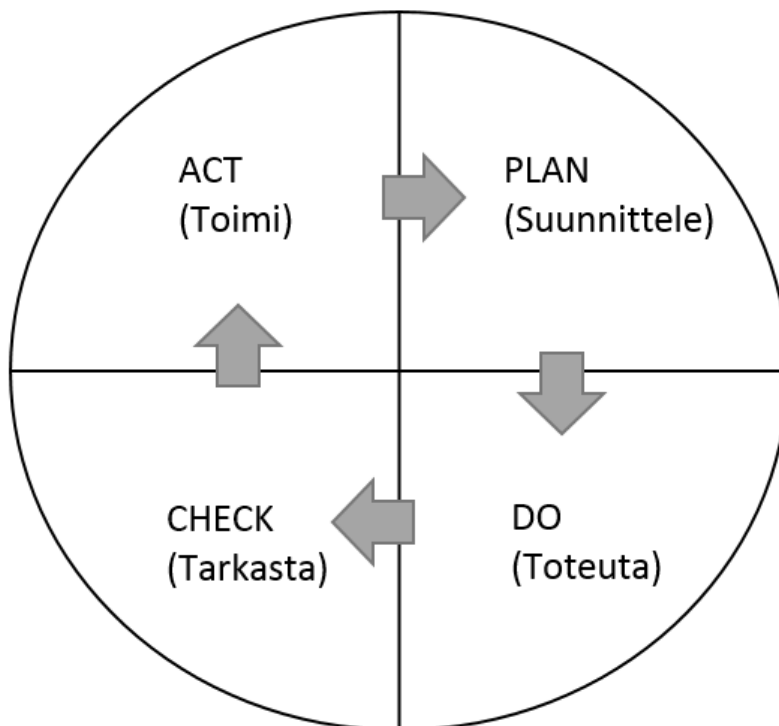 ACT
(Toimi)
PLAN
(Suunnittele)
CHECK
(Tarkasta)
DO
(Toteuta)